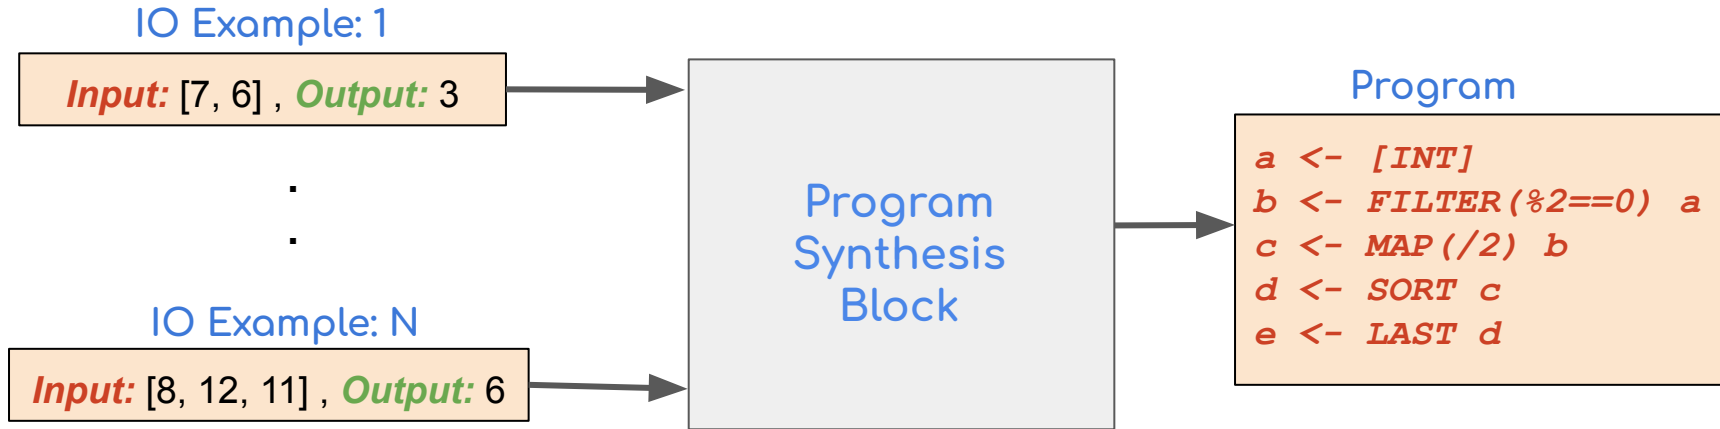 IO Example: 1
Input: [7, 6] , Output: 3
.
.
IO Example: N
Input: [8, 12, 11] , Output: 6
Program
Synthesis
Block
Program
a <- [INT]
b <- FILTER(%2==0) a
c <- MAP(/2) b
d <- SORT c
e <- LAST d